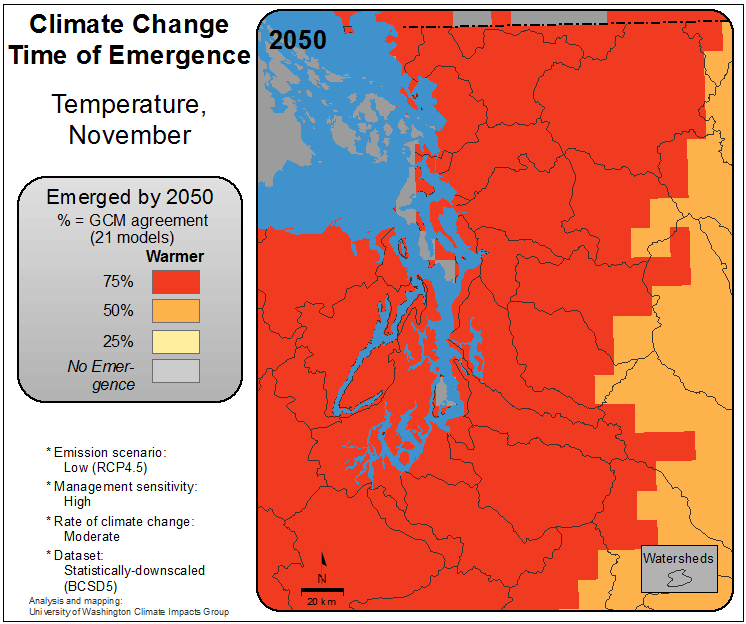 Climate Change
Time of Emergence
Temperature,
November
Emerged by 2050
% = GCM agreement
(21 models)
Warmer
75%
50%
25%
No Emer-
gence
* Emission scenario:
Low (RCP4.5)
* Management sensitivity:
High
* Rate of climate change:
Moderate
* Dataset:
Statistically-downscaled
(BCSD5)
Analysis and mapping:
University of Washington Climate Impacts Group
2050
N
20 km
Watersheds